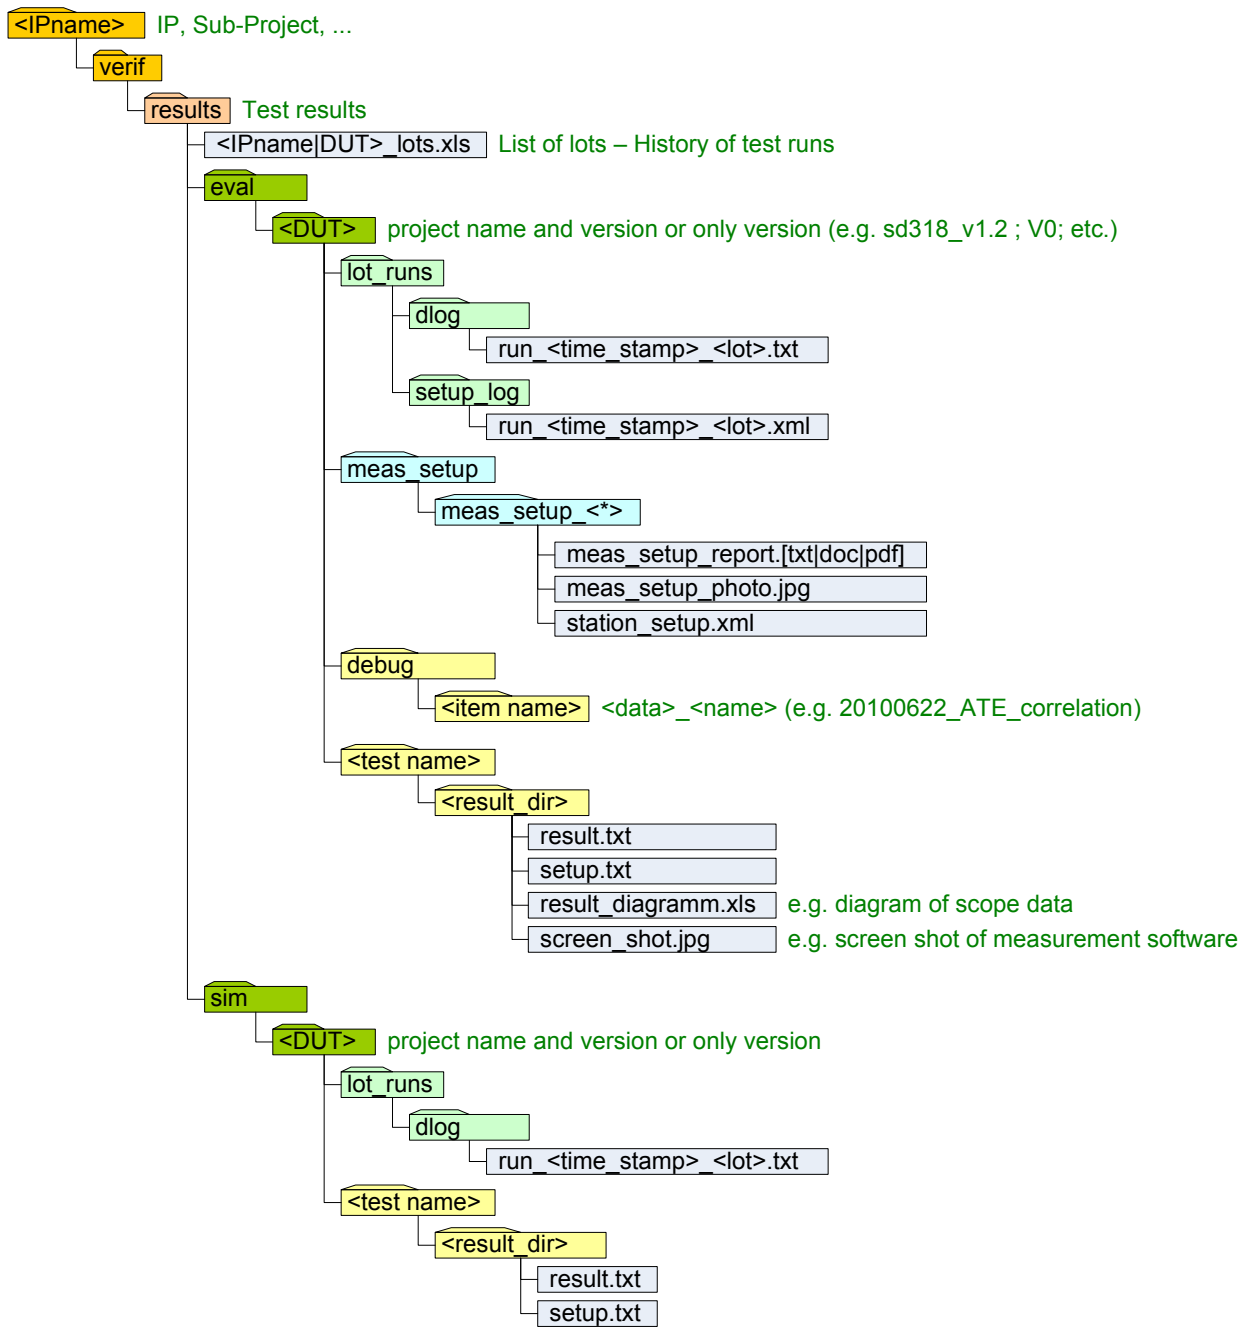 <IPname> IP, Sub-Project, ...
verif
results Test results
<IPname|DUT>_lots.xls List of lots – History of test runs
eval
<DUT> project name and version or only version (e.g. sd318_v1.2 ; V0; etc.)
lot_runs
dlog
run_<time_stamp>_<lot>.txt
setup_log
run_<time_stamp>_<lot>.xml
meas_setup
meas_setup_<*>
meas_setup_report.[txt|doc|pdf]
meas_setup_photo.jpg
station_setup.xml
debug
<item name> <data>_<name> (e.g. 20100622_ATE_correlation)
<test name>
<result_dir>
result.txt
setup.txt
result_diagramm.xls e.g. diagram of scope data
screen_shot.jpg e.g. screen shot of measurement software
sim
<DUT> project name and version or only version
lot_runs
dlog
run_<time_stamp>_<lot>.txt
<test name>
<result_dir>
result.txt
setup.txt